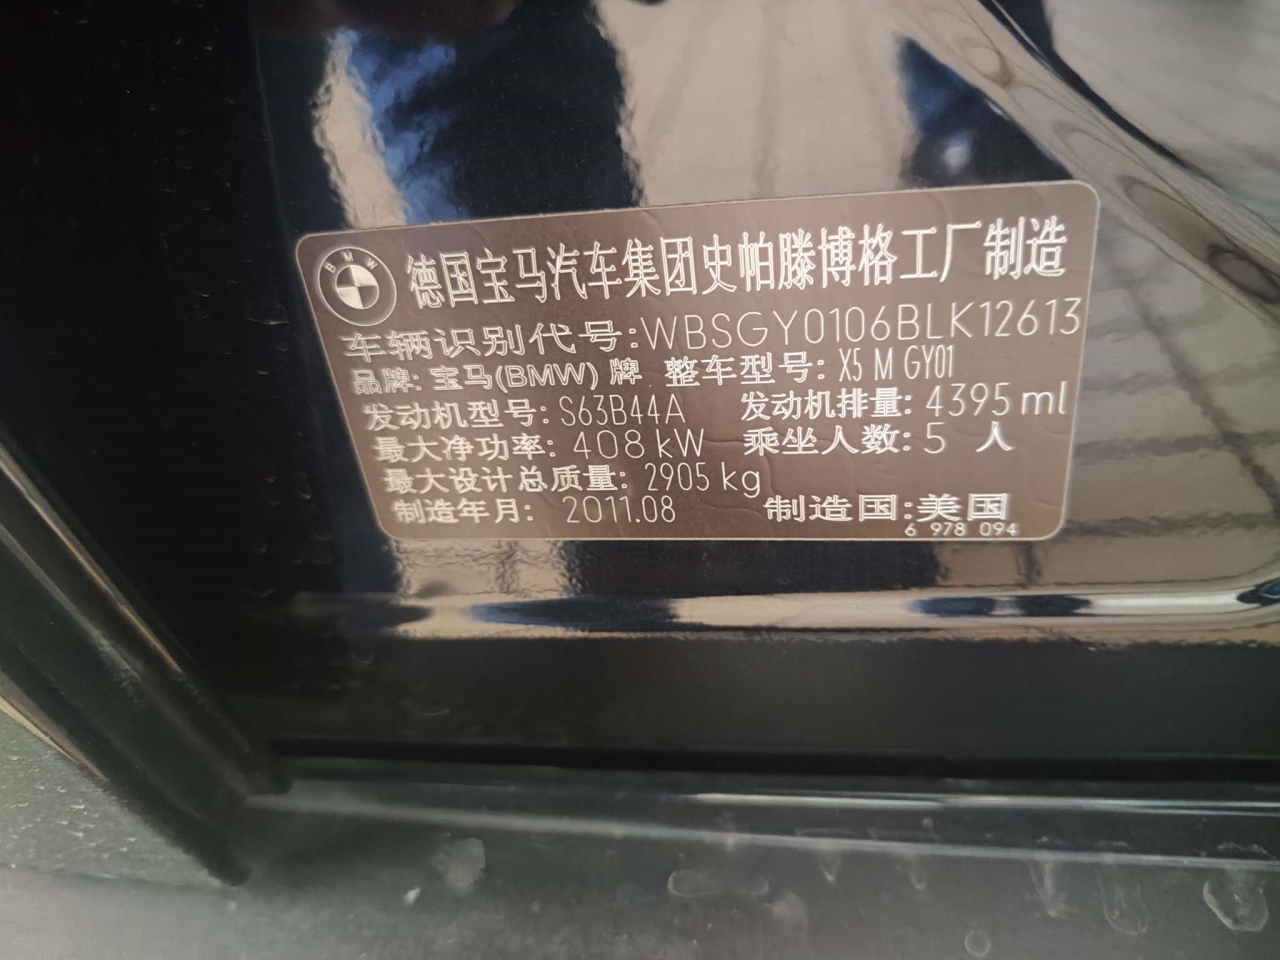 BMW
德国宝马汽车集团史帕滕博格工厂制造
车辆识别代号:WBSGY0106BLK12613
品牌: 宝马(BMW) 牌 整车型号: X5 M GY01
发动机型号: S63B44A 发动机排量: 4395 ml
最大净功率: 408 kW 乘坐人数: 5 人
最大设计总质量: 2905 kg
制造年月: 2011.08 制造国:美国
6 978 094